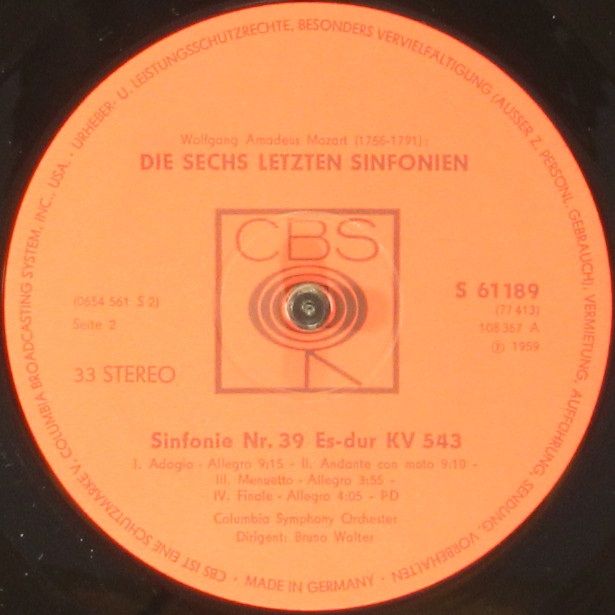 URHEBER- U. LEISTUNGSSCHUTZRECHTE, BESONDERS VERVIELFÄLTIGUNG (AUSSER Z. PERSÖNL. GEBRAUCH), VERMIETUNG, AUFFÜHRUNG, SENDUNG, VORBEHALTEN
Wolfgang Amadeus Mozart (1756-1791):
DIE SECHS LETZTEN SINFONIEN
CBS
S 61189
(77 413)
(0654 561 S 2)
Seite 2
108 367 A
℗ 1959
33 STEREO
Sinfonie Nr. 39 Es-dur KV 543
I. Adagio - Allegro 9:15 - II. Andante con moto 9:10 -
III. Menuetto - Allegro 3:55 -
IV. Finale - Allegro 4:05 - PD
Columbia Symphony Orchester
Dirigent: Bruno Walter
CBS IST EINE SCHUTZMARKE V. COLUMBIA BROADCASTING SYSTEM, INC., USA. ·
· MADE IN GERMANY ·